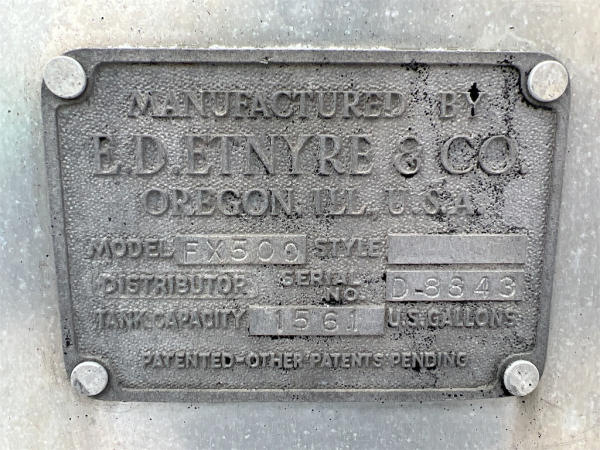 MANUFACTURED BY
E.D. ETNYRE & CO.
OREGON, ILL., U.S.A.
MODEL FX500 STYLE
DISTRIBUTOR SERIAL NO. D-8843
TANK CAPACITY 1561 U.S. GALLONS
PATENTED-OTHER PATENTS PENDING